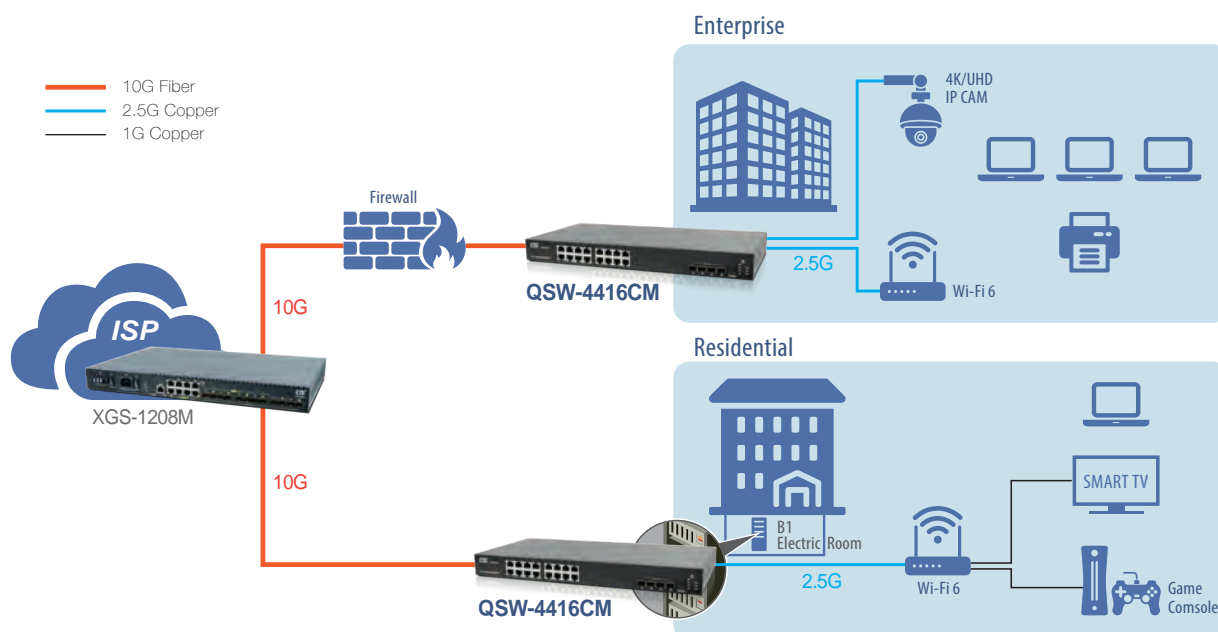 Enterprise
10G Fiber
2.5G Copper
1G Copper
4K/UHD
IP CAM
Firewall
2.5G
QSW-4416CM
Wi-Fi 6
10G
ISP
XGS-1208M
Residential
10G
SMART TV
B1
Electric Room
2.5G
Wi-Fi 6
Game
Comsole
QSW-4416CM